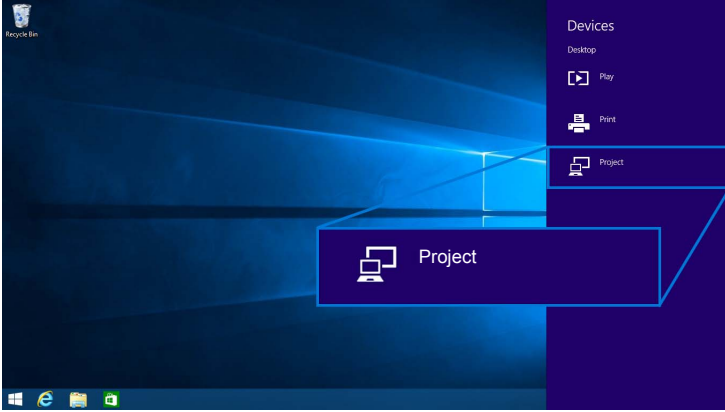 Recycle Bin
Devices
Desktop
Play
Print
Project
Project